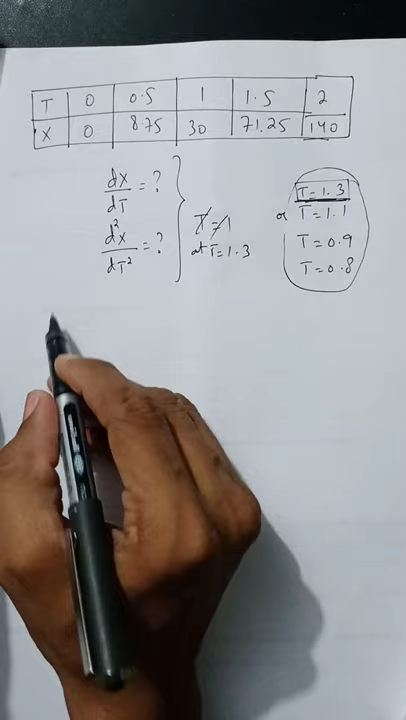 T 0 0.5 1 1.5 2
X 0 8.75 30 71.25 140
dx/dT = ?
d²x/dT² = ?
T = 1
at T = 1.3
T = 1.3
or T = 1.1
T = 0.9
T = 0.8